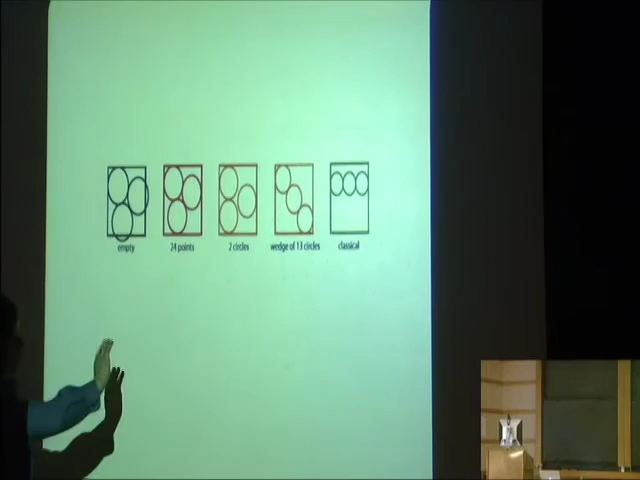 empty 24 points 2 circles wedge of 13 circles classical